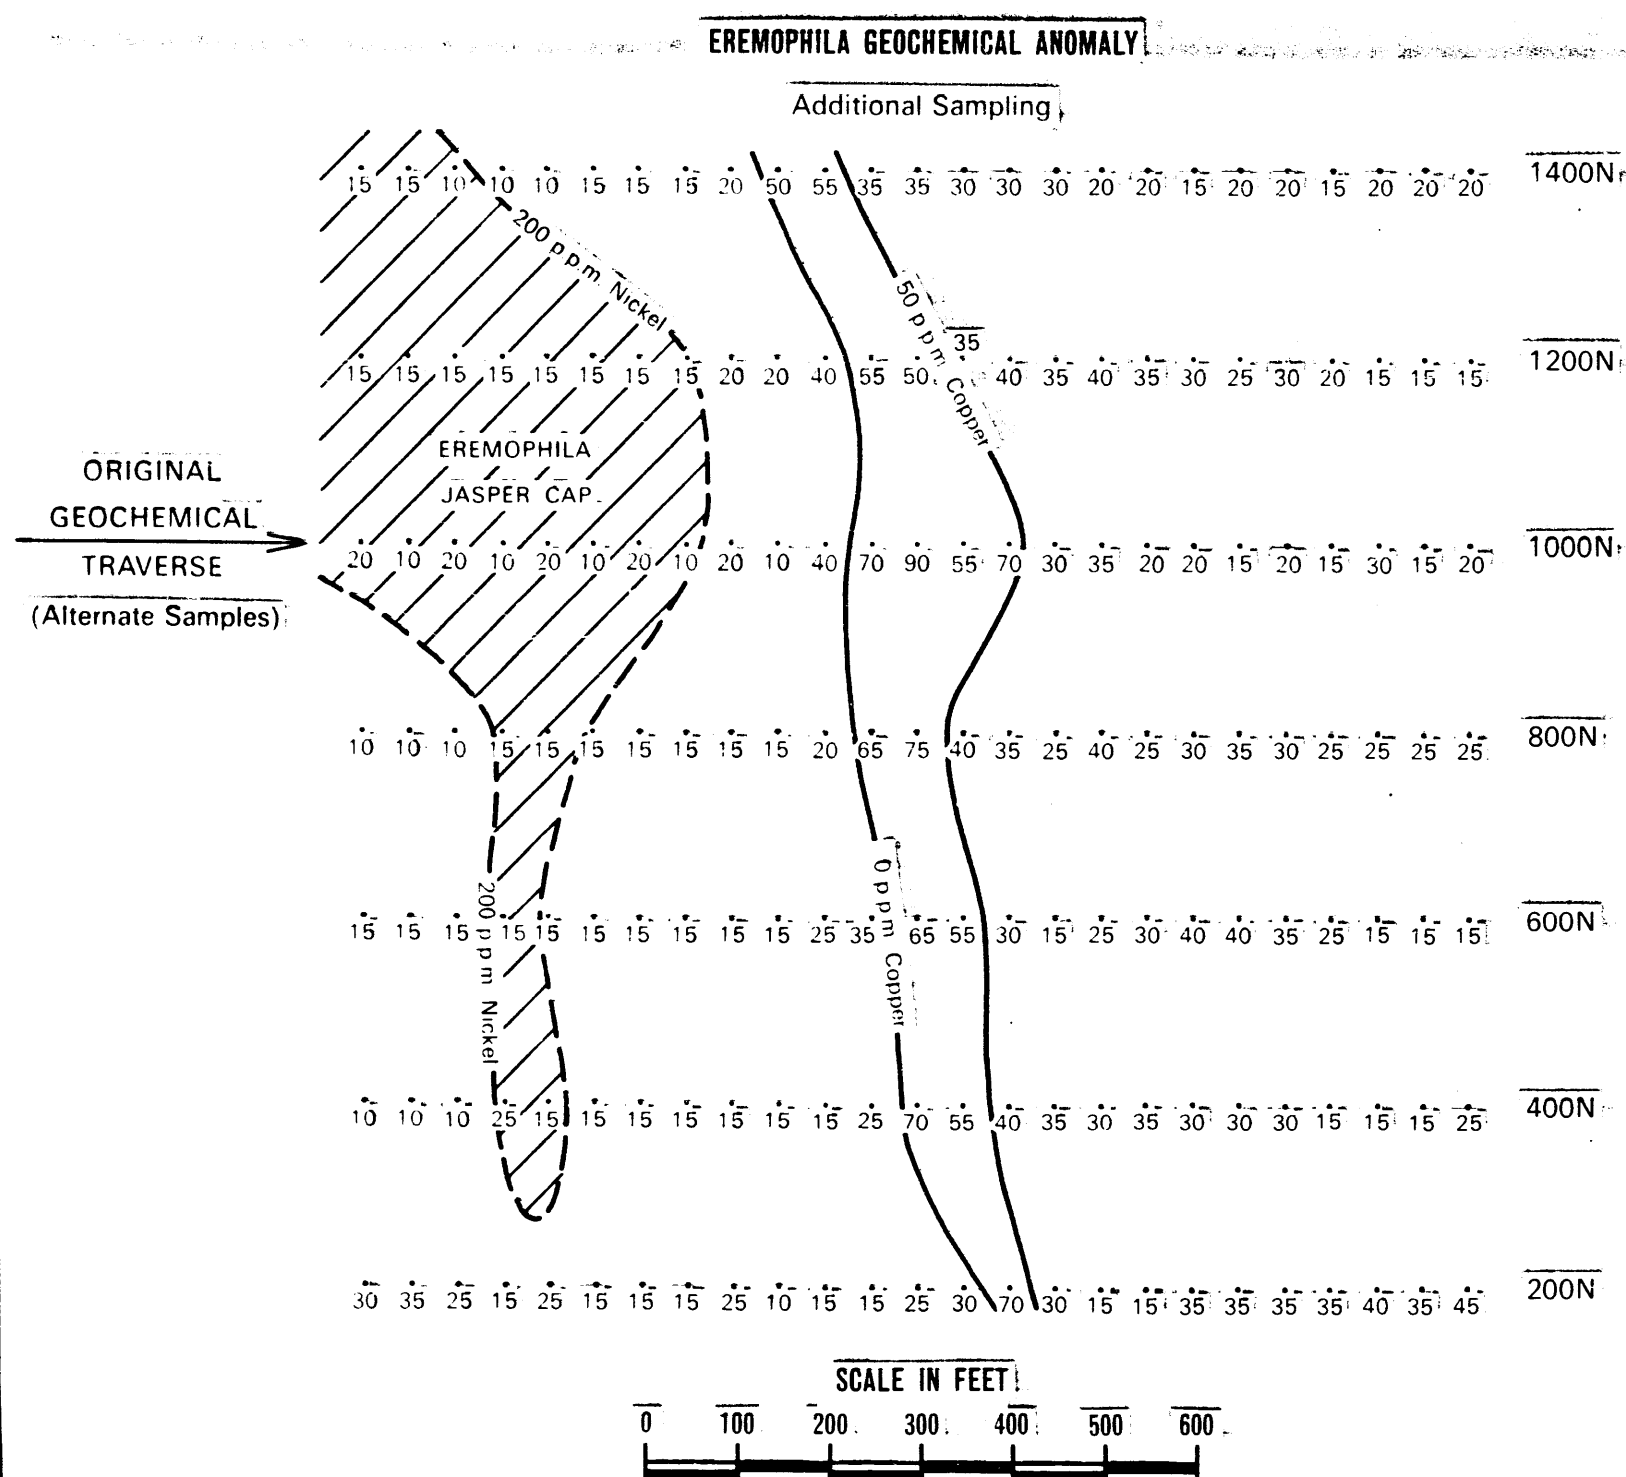 EREMOPHILA GEOCHEMICAL ANOMALY
Additional Sampling
15 15 10 10 10 15 15 15 20 50 55 35 35 30 30 30 20 20 15 20 20 15 20 20 20 1400N
200 p.p.m. Nickel
50 p.p.m. Copper
35
15 15 15 15 15 15 15 15 20 20 40 55 50 40 35 40 35 30 25 30 20 15 15 15 1200N
EREMOPHILA
JASPER CAP
ORIGINAL
GEOCHEMICAL
TRAVERSE
(Alternate Samples)
20 10 20 10 20 10 20 10 20 10 40 70 90 55 70 30 35 20 20 15 20 15 30 15 20 1000N
10 10 10 15 15 15 15 15 15 15 20 65 75 40 35 25 40 25 30 35 30 25 25 25 25 800N
200 p p m Nickel
0 p p m Copper
15 15 15 15 15 15 15 15 15 15 25 35 65 55 30 15 25 30 40 40 35 25 15 15 15 600N
10 10 10 25 15 15 15 15 15 15 15 25 70 55 40 35 30 35 30 30 30 15 15 15 25 400N
30 35 25 15 25 15 15 15 25 10 15 15 25 30 70 30 15 15 35 35 35 35 40 35 45 200N
SCALE IN FEET
0 100 200 300 400 500 600